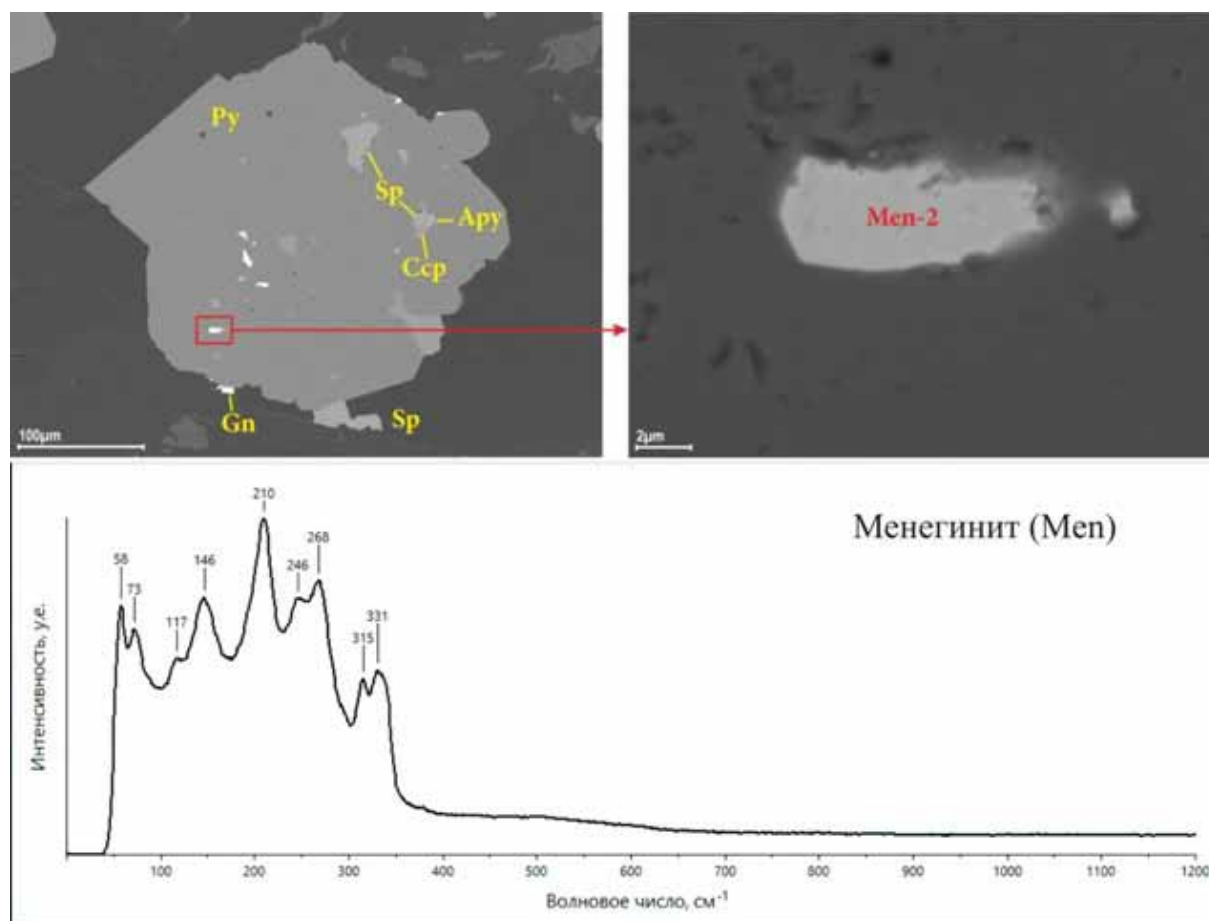 Py
Sp
Apy
Ccp
Gn
Sp
100µm
Men-2
2µm
Менегинит (Men)
210
58
73
117
146
246
268
315
331
Интенсивность, у.е.
100 200 300 400 500 600 700 800 900 1000 1100 1200
Волновое число, см⁻¹